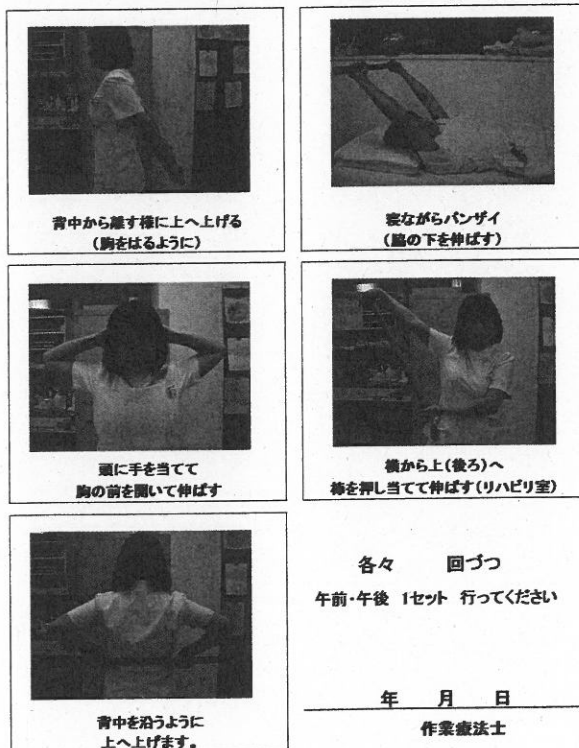 背中から離す様に上へ上げる
(胸をはるように)
寝ながらバンザイ
(脇の下を伸ばす)
頭に手を当てて
胸の前を開いて伸ばす
横から上(後ろ)へ
棒を押し当てて伸ばす(リハビリ室)
背中を沿うように
上へ上げます。
各々 回づつ
午前・午後 1セット 行ってください
年 月 日
作業療法士